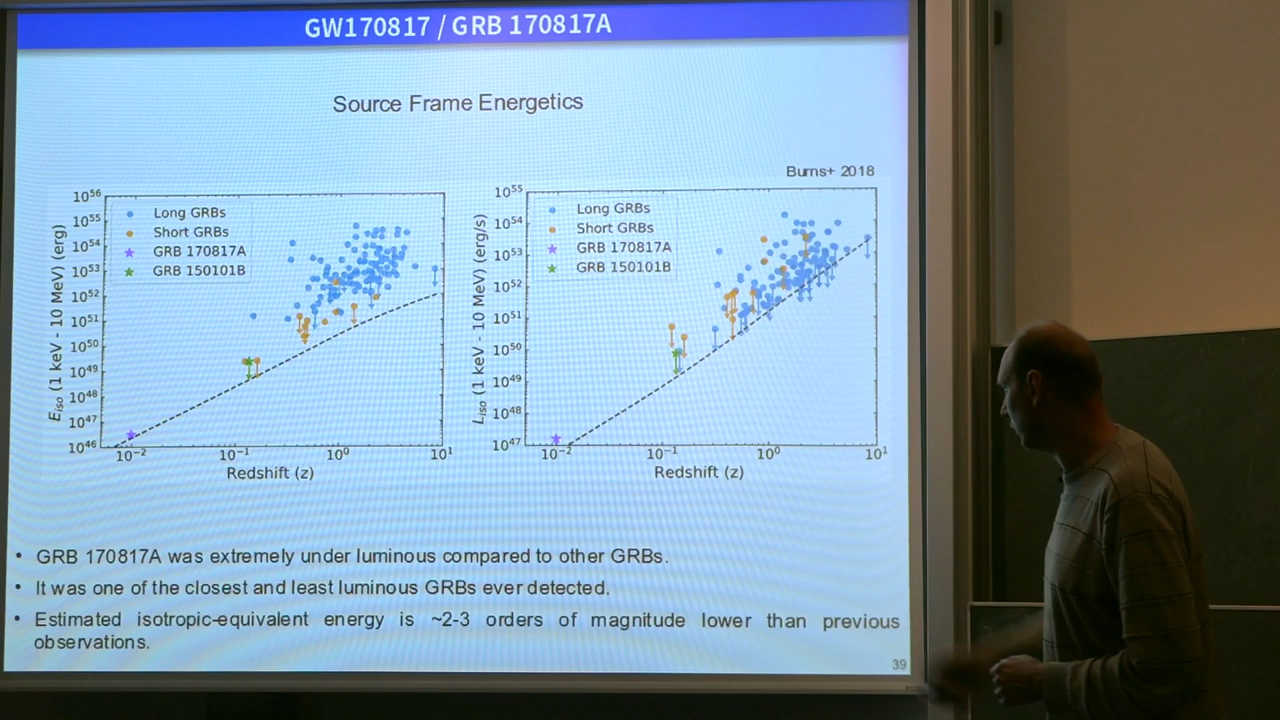 GW170817 / GRB 170817A
Source Frame Energetics
Burns+ 2018
10⁵⁶
10⁵⁵
10⁵⁴
10⁵³
10⁵²
10⁵¹
10⁵⁰
10⁴⁹
10⁴⁸
10⁴⁷
10⁴⁶
Eiso (1 keV - 10 MeV) (erg)
Long GRBs
Short GRBs
GRB 170817A
GRB 150101B
10⁻² 10⁻¹ 10⁰ 10¹
Redshift (z)
10⁵⁵
10⁵⁴
10⁵³
10⁵²
10⁵¹
10⁵⁰
10⁴⁹
10⁴⁸
10⁴⁷
Liso (1 keV - 10 MeV) (erg/s)
Long GRBs
Short GRBs
GRB 170817A
GRB 150101B
10⁻² 10⁻¹ 10⁰ 10¹
Redshift (z)
• GRB 170817A was extremely under luminous compared to other GRBs.
• It was one of the closest and least luminous GRBs ever detected.
• Estimated isotropic-equivalent energy is ~2-3 orders of magnitude lower than previous
observations.
39